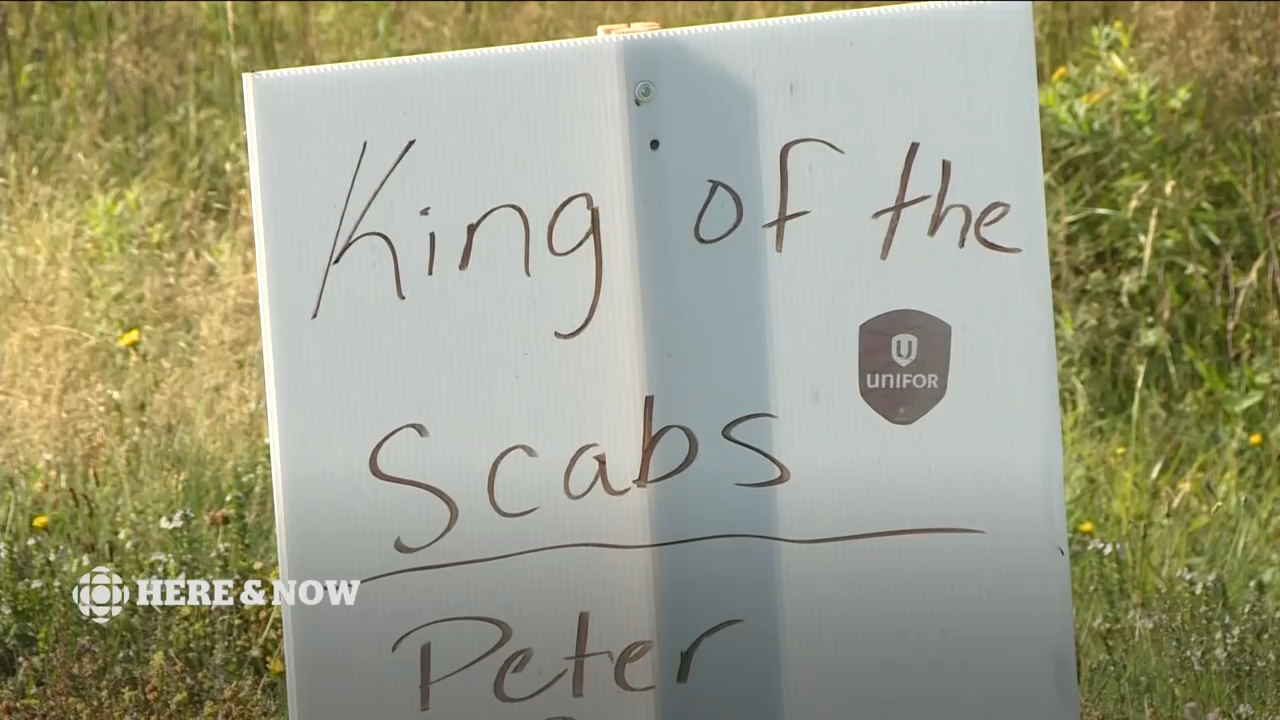 King of the
UNIFOR
Scabs
HERE & NOW
Peter